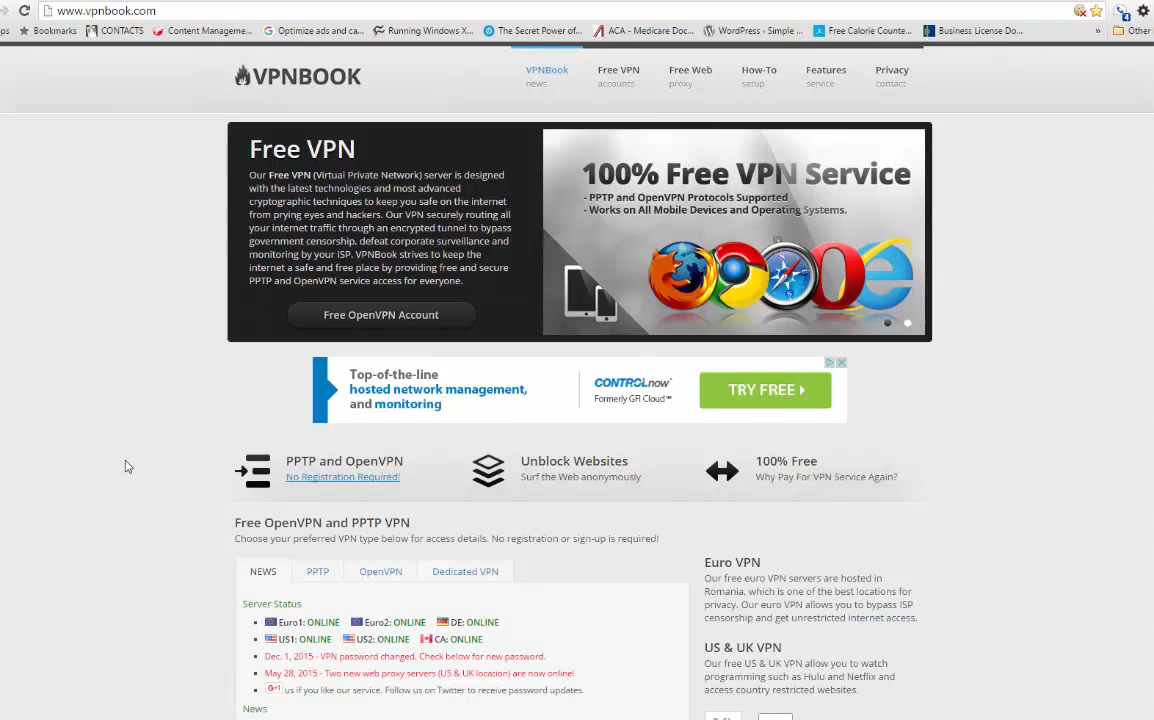 www.vpnbook.com
ps
Bookmarks
CONTACTS
Content Manageme...
Optimize ads and ca...
Running Windows X...
The Secret Power of...
ACA - Medicare Doc...
WordPress › Simple ...
Free Calorie Counte...
Business License Do...
»
Other
4
VPNBOOK
VPNBook
news
Free VPN
accounts
Free Web
proxy
How-To
setup
Features
service
Privacy
contact
Free VPN
Our Free VPN (Virtual Private Network) server is designed
with the latest technologies and most advanced
cryptographic techniques to keep you safe on the internet
from prying eyes and hackers. Our VPN securely routing all
your internet traffic through an encrypted tunnel to bypass
government censorship, defeat corporate surveillance and
monitoring by your ISP. VPNBook strives to keep the
internet a safe and free place by providing free and secure
PPTP and OpenVPN service access for everyone.
Free OpenVPN Account
100% Free VPN Service
- PPTP and OpenVPN Protocols Supported
- Works on All Mobile Devices and Operating Systems.
Top-of-the-line
hosted network management,
and monitoring
CONTROLnow™
Formerly GFI Cloud™
TRY FREE
PPTP and OpenVPN
No Registration Required!
Unblock Websites
Surf the Web anonymously
100% Free
Why Pay For VPN Service Again?
Free OpenVPN and PPTP VPN
Choose your preferred VPN type below for access details. No registration or sign-up is required!
NEWS
PPTP
OpenVPN
Dedicated VPN
Server Status
Euro1: ONLINE Euro2: ONLINE DE: ONLINE
US1: ONLINE US2: ONLINE CA: ONLINE
Dec. 1, 2015 - VPN password changed. Check below for new password.
May 28, 2015 - Two new web proxy servers (US & UK location) are now online!
G+1 us if you like our service. Follow us on Twitter to receive password updates.
News
Euro VPN
Our free euro VPN servers are hosted in
Romania, which is one of the best locations for
privacy. Our euro VPN allows you to bypass ISP
censorship and get unrestricted internet access.
US & UK VPN
Our free US & UK VPN allow you to watch
programming such as Hulu and Netflix and
access country restricted websites.